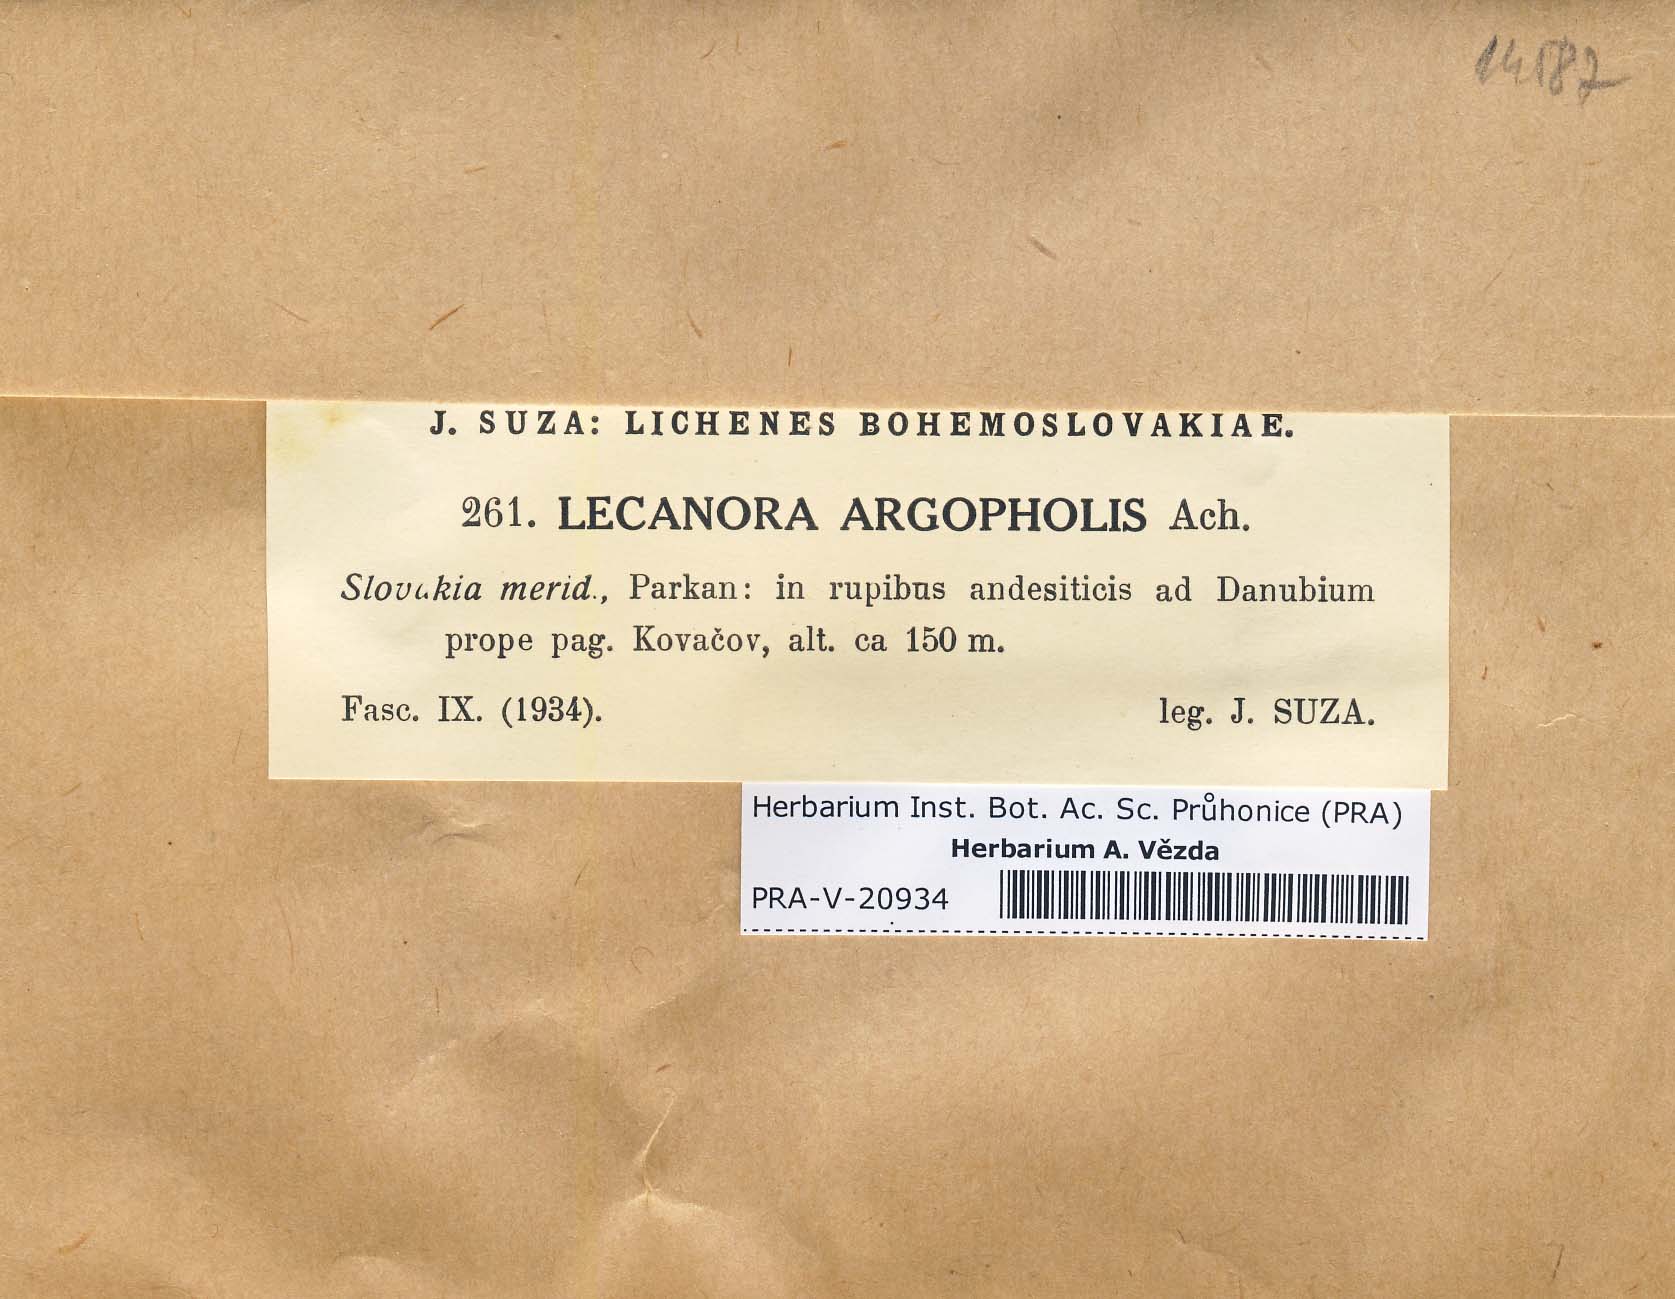 14187
J. SUZA: LICHENES BOHEMOSLOVAKIAE.
261. LECANORA ARGOPHOLIS Ach.
Slovakia merid., Parkan: in rupibus andesiticis ad Danubium
prope pag. Kovačov, alt. ca 150 m.
Fasc. IX. (1934). leg. J. SUZA.
Herbarium Inst. Bot. Ac. Sc. Průhonice (PRA)
Herbarium A. Vězda
PRA-V-20934